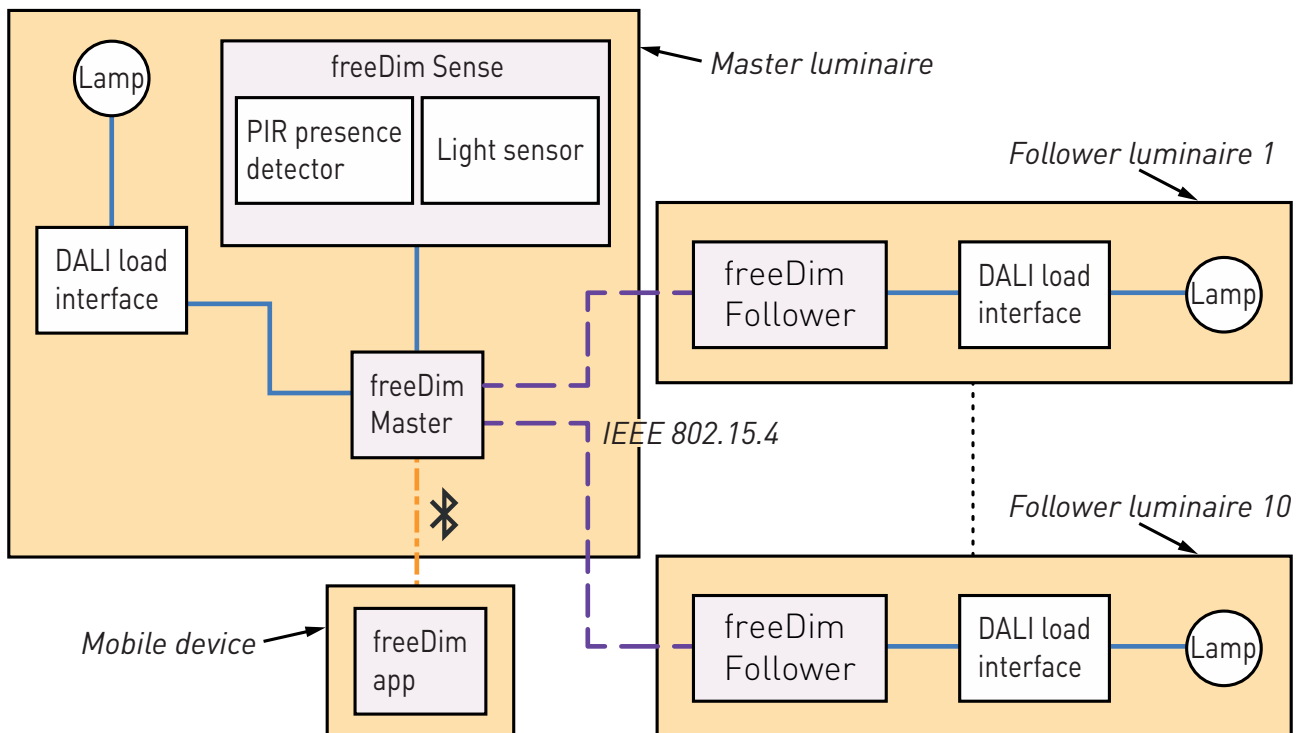 Lamp
freeDim Sense
PIR presence
detector
Light sensor
Master luminaire
DALI load
interface
freeDim
Master
IEEE 802.15.4
Follower luminaire 1
freeDim
Follower
DALI load
interface
Lamp
Follower luminaire 10
freeDim
Follower
DALI load
interface
Lamp
Mobile device
freeDim
app